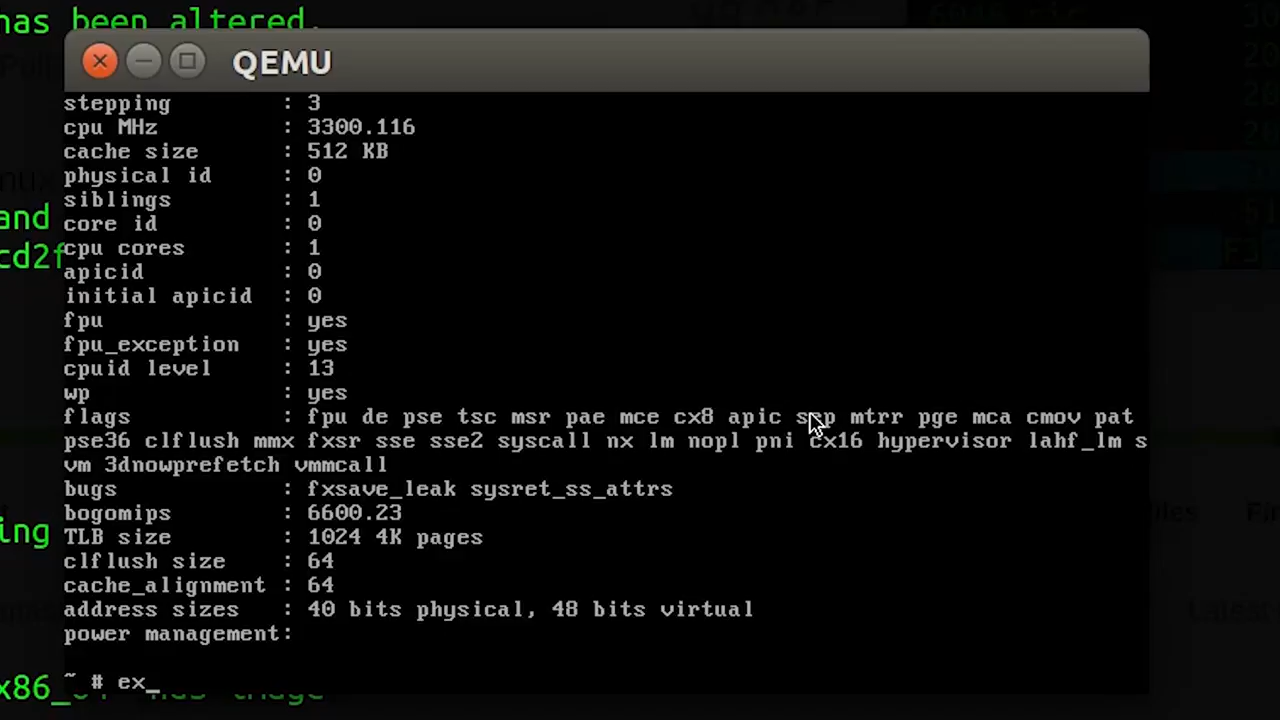 has been altered.
QEMU
stepping : 3
cpu MHz : 3300.116
cache size : 512 KB
physical id : 0
siblings : 1
and
core id : 0
cd2f
cpu cores : 1
apicid : 0
initial apicid : 0
fpu : yes
fpu_exception : yes
cpuid level : 13
wp : yes
flags : fpu de pse tsc msr pae mce cx8 apic sep mtrr pge mca cmov pat
pse36 clflush mmx fxsr sse sse2 syscall nx lm nopl pni cx16 hypervisor lahf_lm s
vm 3dnowprefetch vmmcall
bugs : fxsave_leak sysret_ss_attrs
bogomips : 6600.23
ing
TLB size : 1024 4K pages
clflush size : 64
cache_alignment : 64
address sizes : 40 bits physical, 48 bits virtual
power management:
~ # ex_